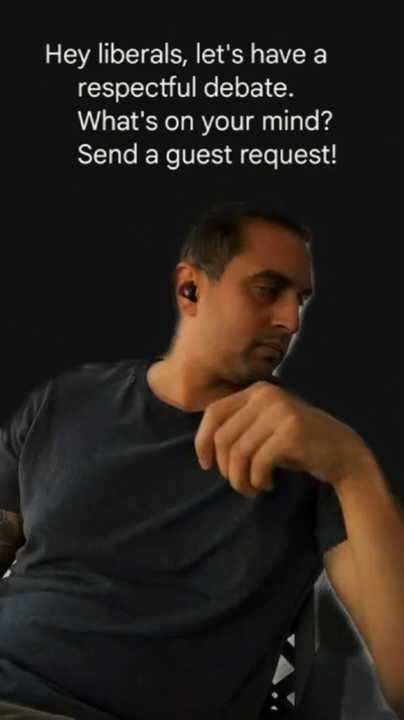 Hey liberals, let's have a
respectful debate.
What's on your mind?
Send a guest request!